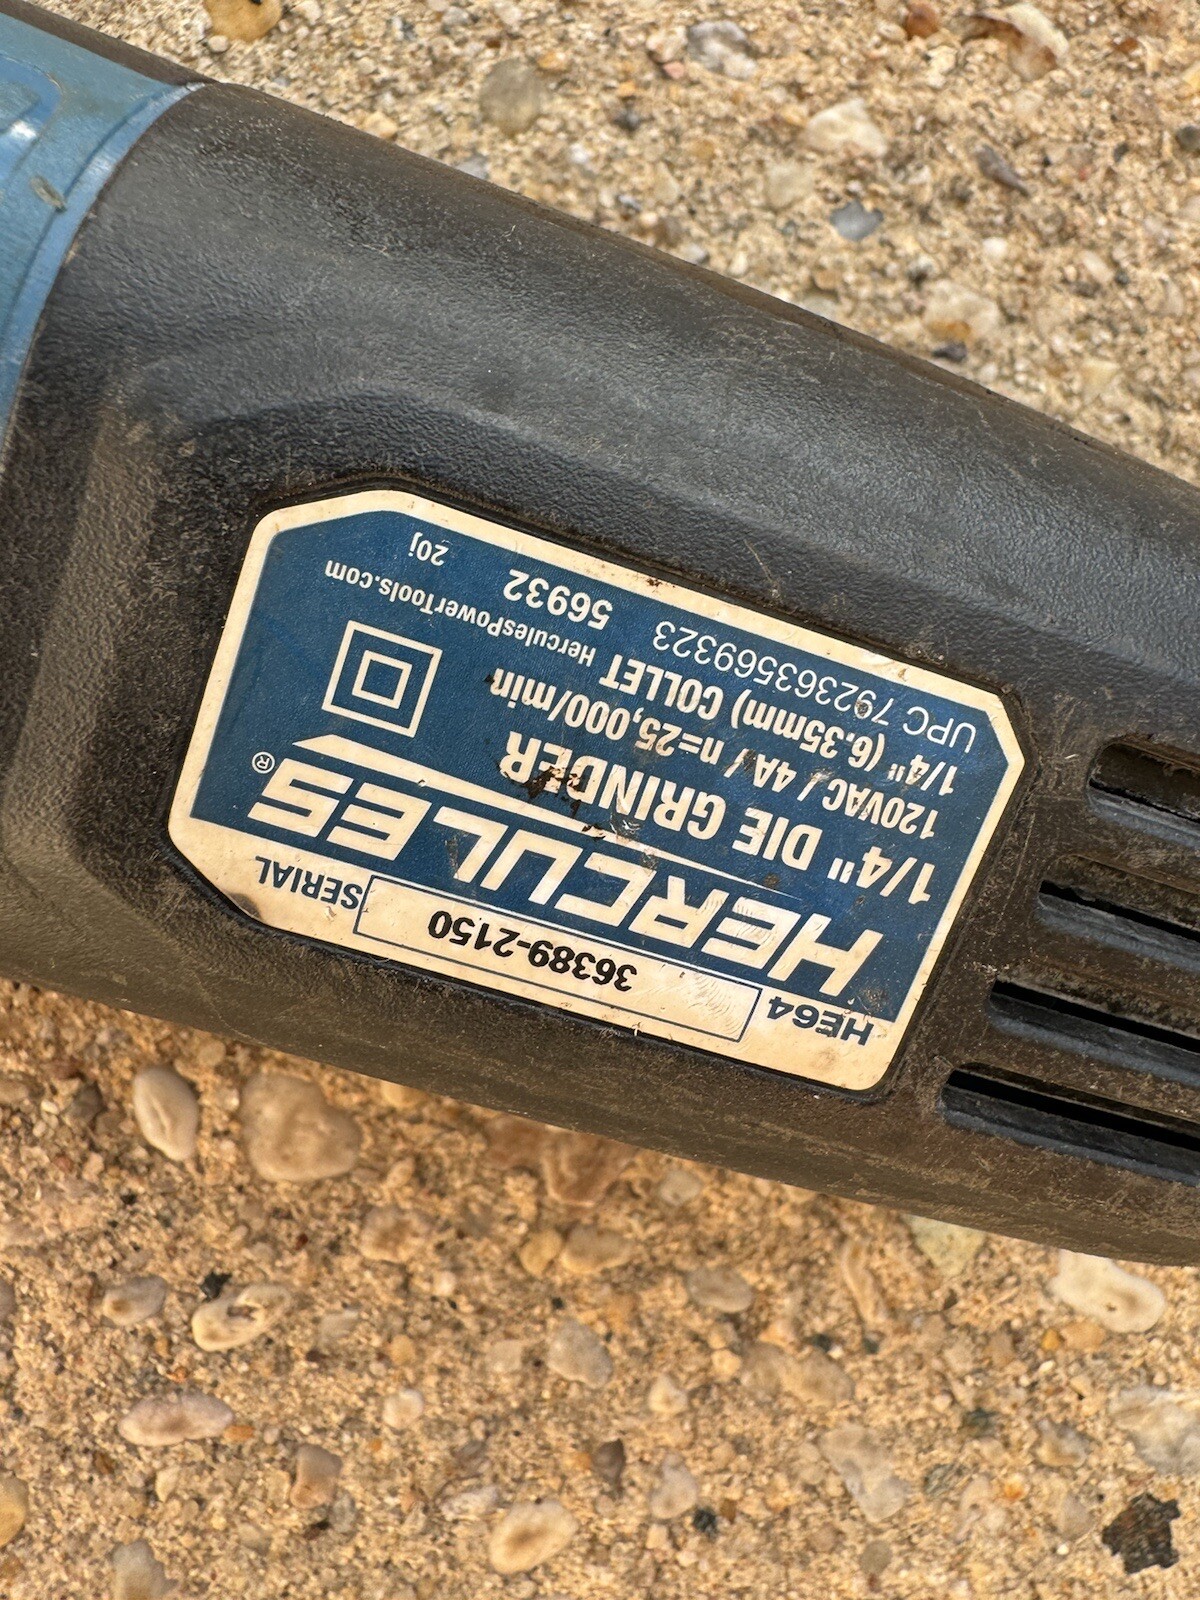 HE64 36389-2150 SERIAL
HERCULES®
1/4" DIE GRINDER
120VAC / 4A / n=25,000/min
1/4" (6.35mm) COLLET HerculesPowerTools.com
UPC 792363569323 56932 20j